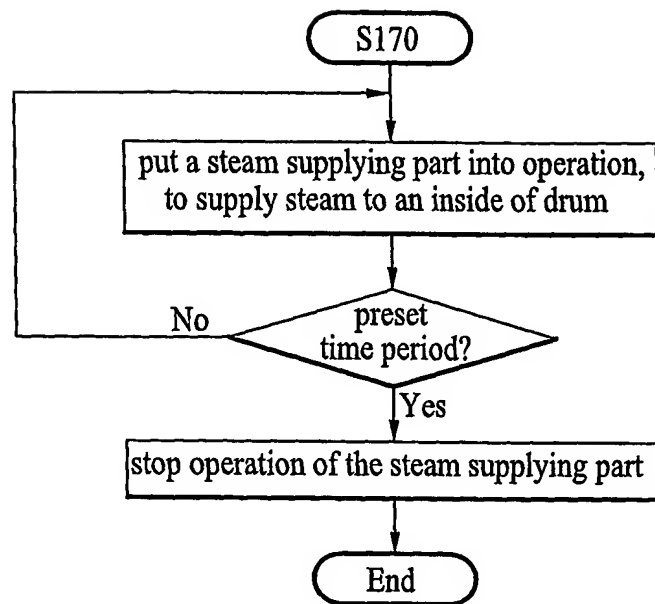 S170
put a steam supplying part into operation,
to supply steam to an inside of drum
preset
time period?
No
Yes
stop operation of the steam supplying part
End